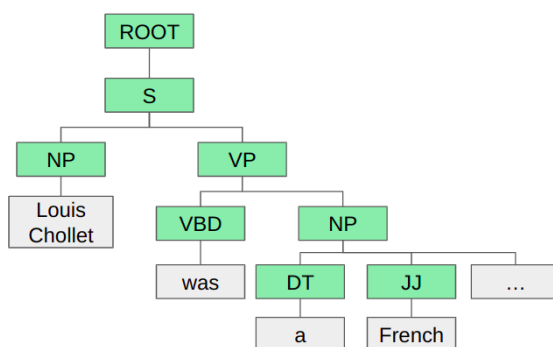 ROOT
S
NP VP
Louis
Chollet
VBD NP
was DT JJ ...
a French